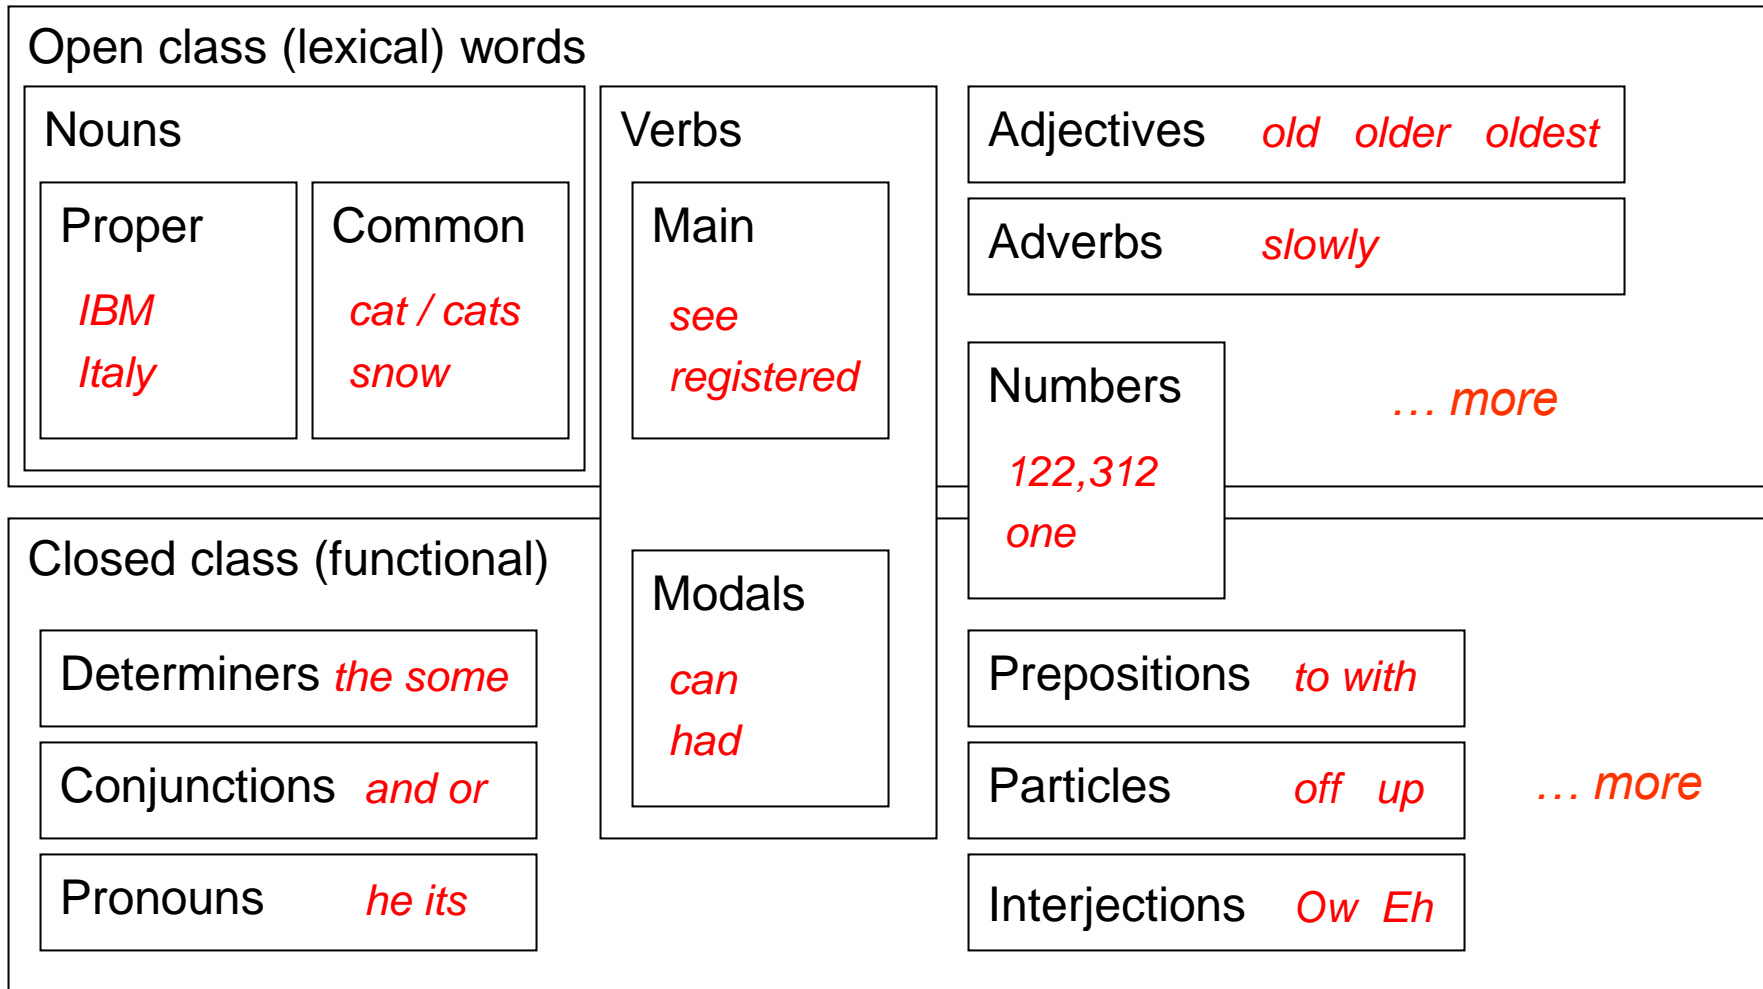 Open class (lexical) words
Nouns
Proper
IBM
Italy
Common
cat / cats
snow
Verbs
Main
see
registered
Adjectives old older oldest
Adverbs slowly
Numbers
122,312
one
… more
Closed class (functional)
Determiners the some
Conjunctions and or
Pronouns he its
Modals
can
had
Prepositions to with
Particles off up
Interjections Ow Eh
… more